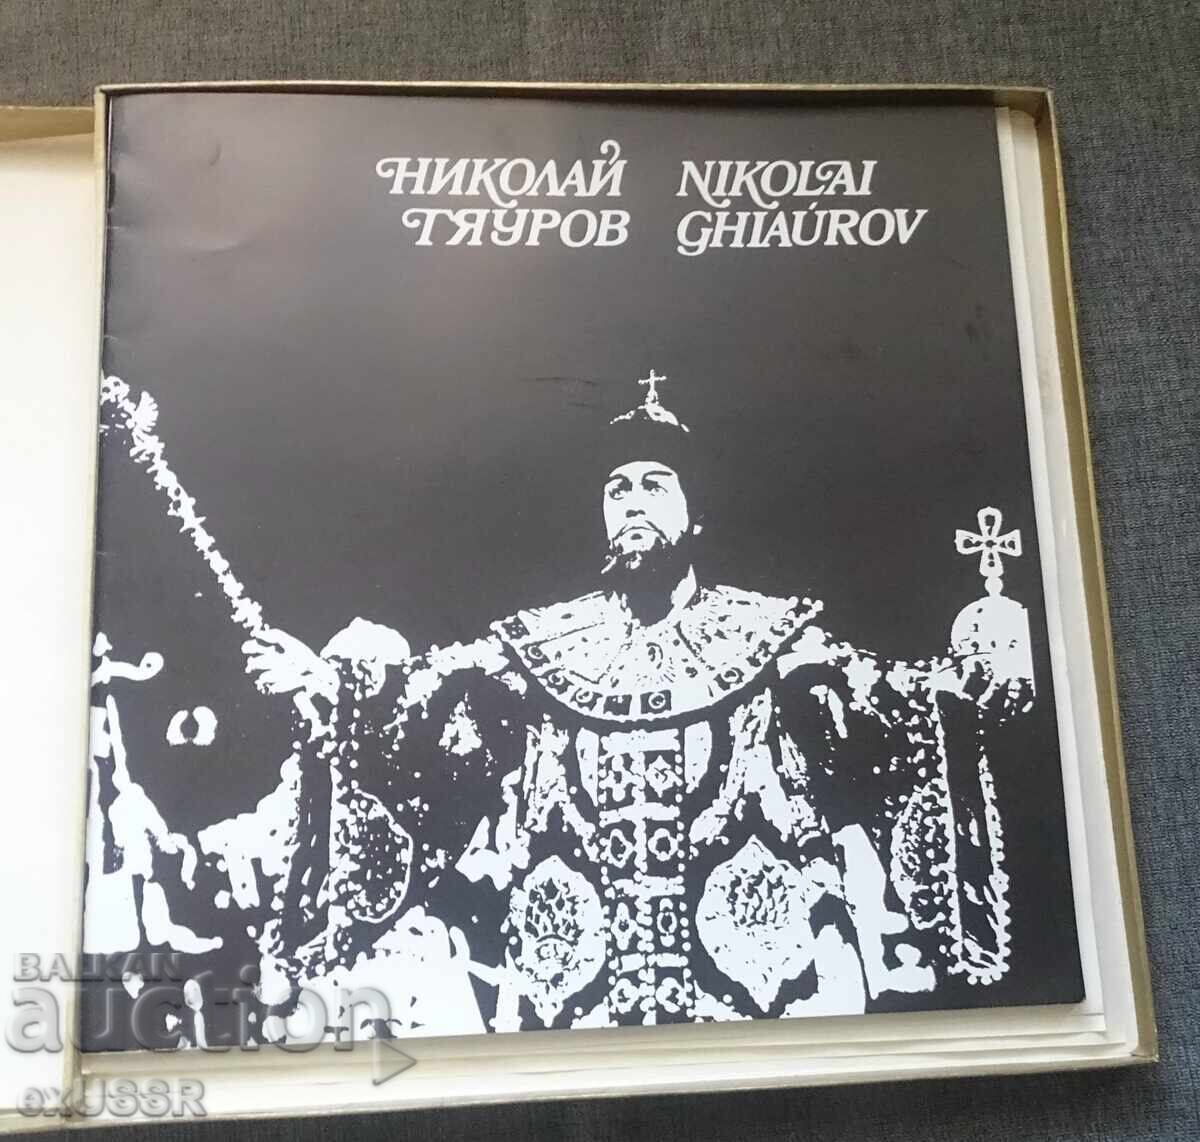 НИКОЛАЙ
ГЯУРОВ
NIKOLAI
GHIAÚROV
BALKAN
auction
exUSSR